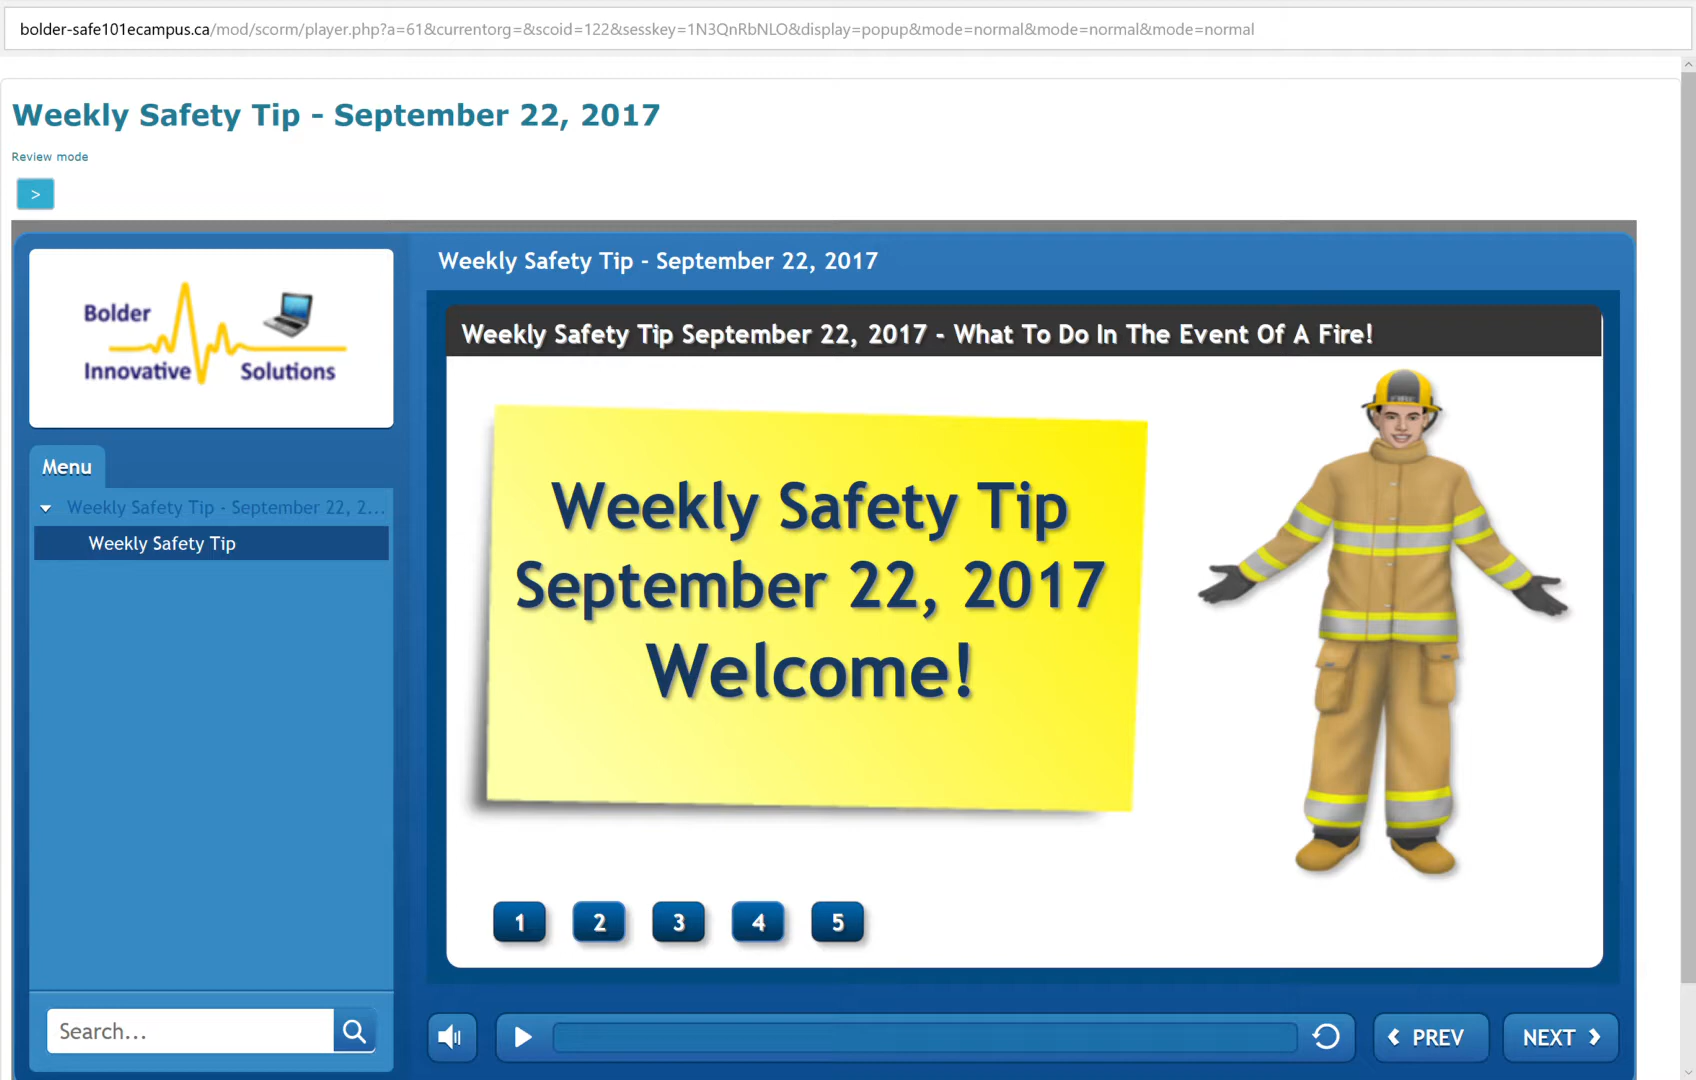 bolder-safe101ecampus.ca/mod/scorm/player.php?a=61&currentorg=&scoid=122&sesskey=1N3QnRbNLO&display=popup&mode=normal&mode=normal&mode=normal
Weekly Safety Tip - September 22, 2017
Review mode
>
Bolder
Innovative Solutions
Weekly Safety Tip - September 22, 2017
Weekly Safety Tip September 22, 2017 - What To Do In The Event Of A Fire!
FIRE
Menu
Weekly Safety Tip - September 22, 2...
Weekly Safety Tip
Weekly Safety Tip
September 22, 2017
Welcome!
1 2 3 4 5
Search...
PREV
NEXT